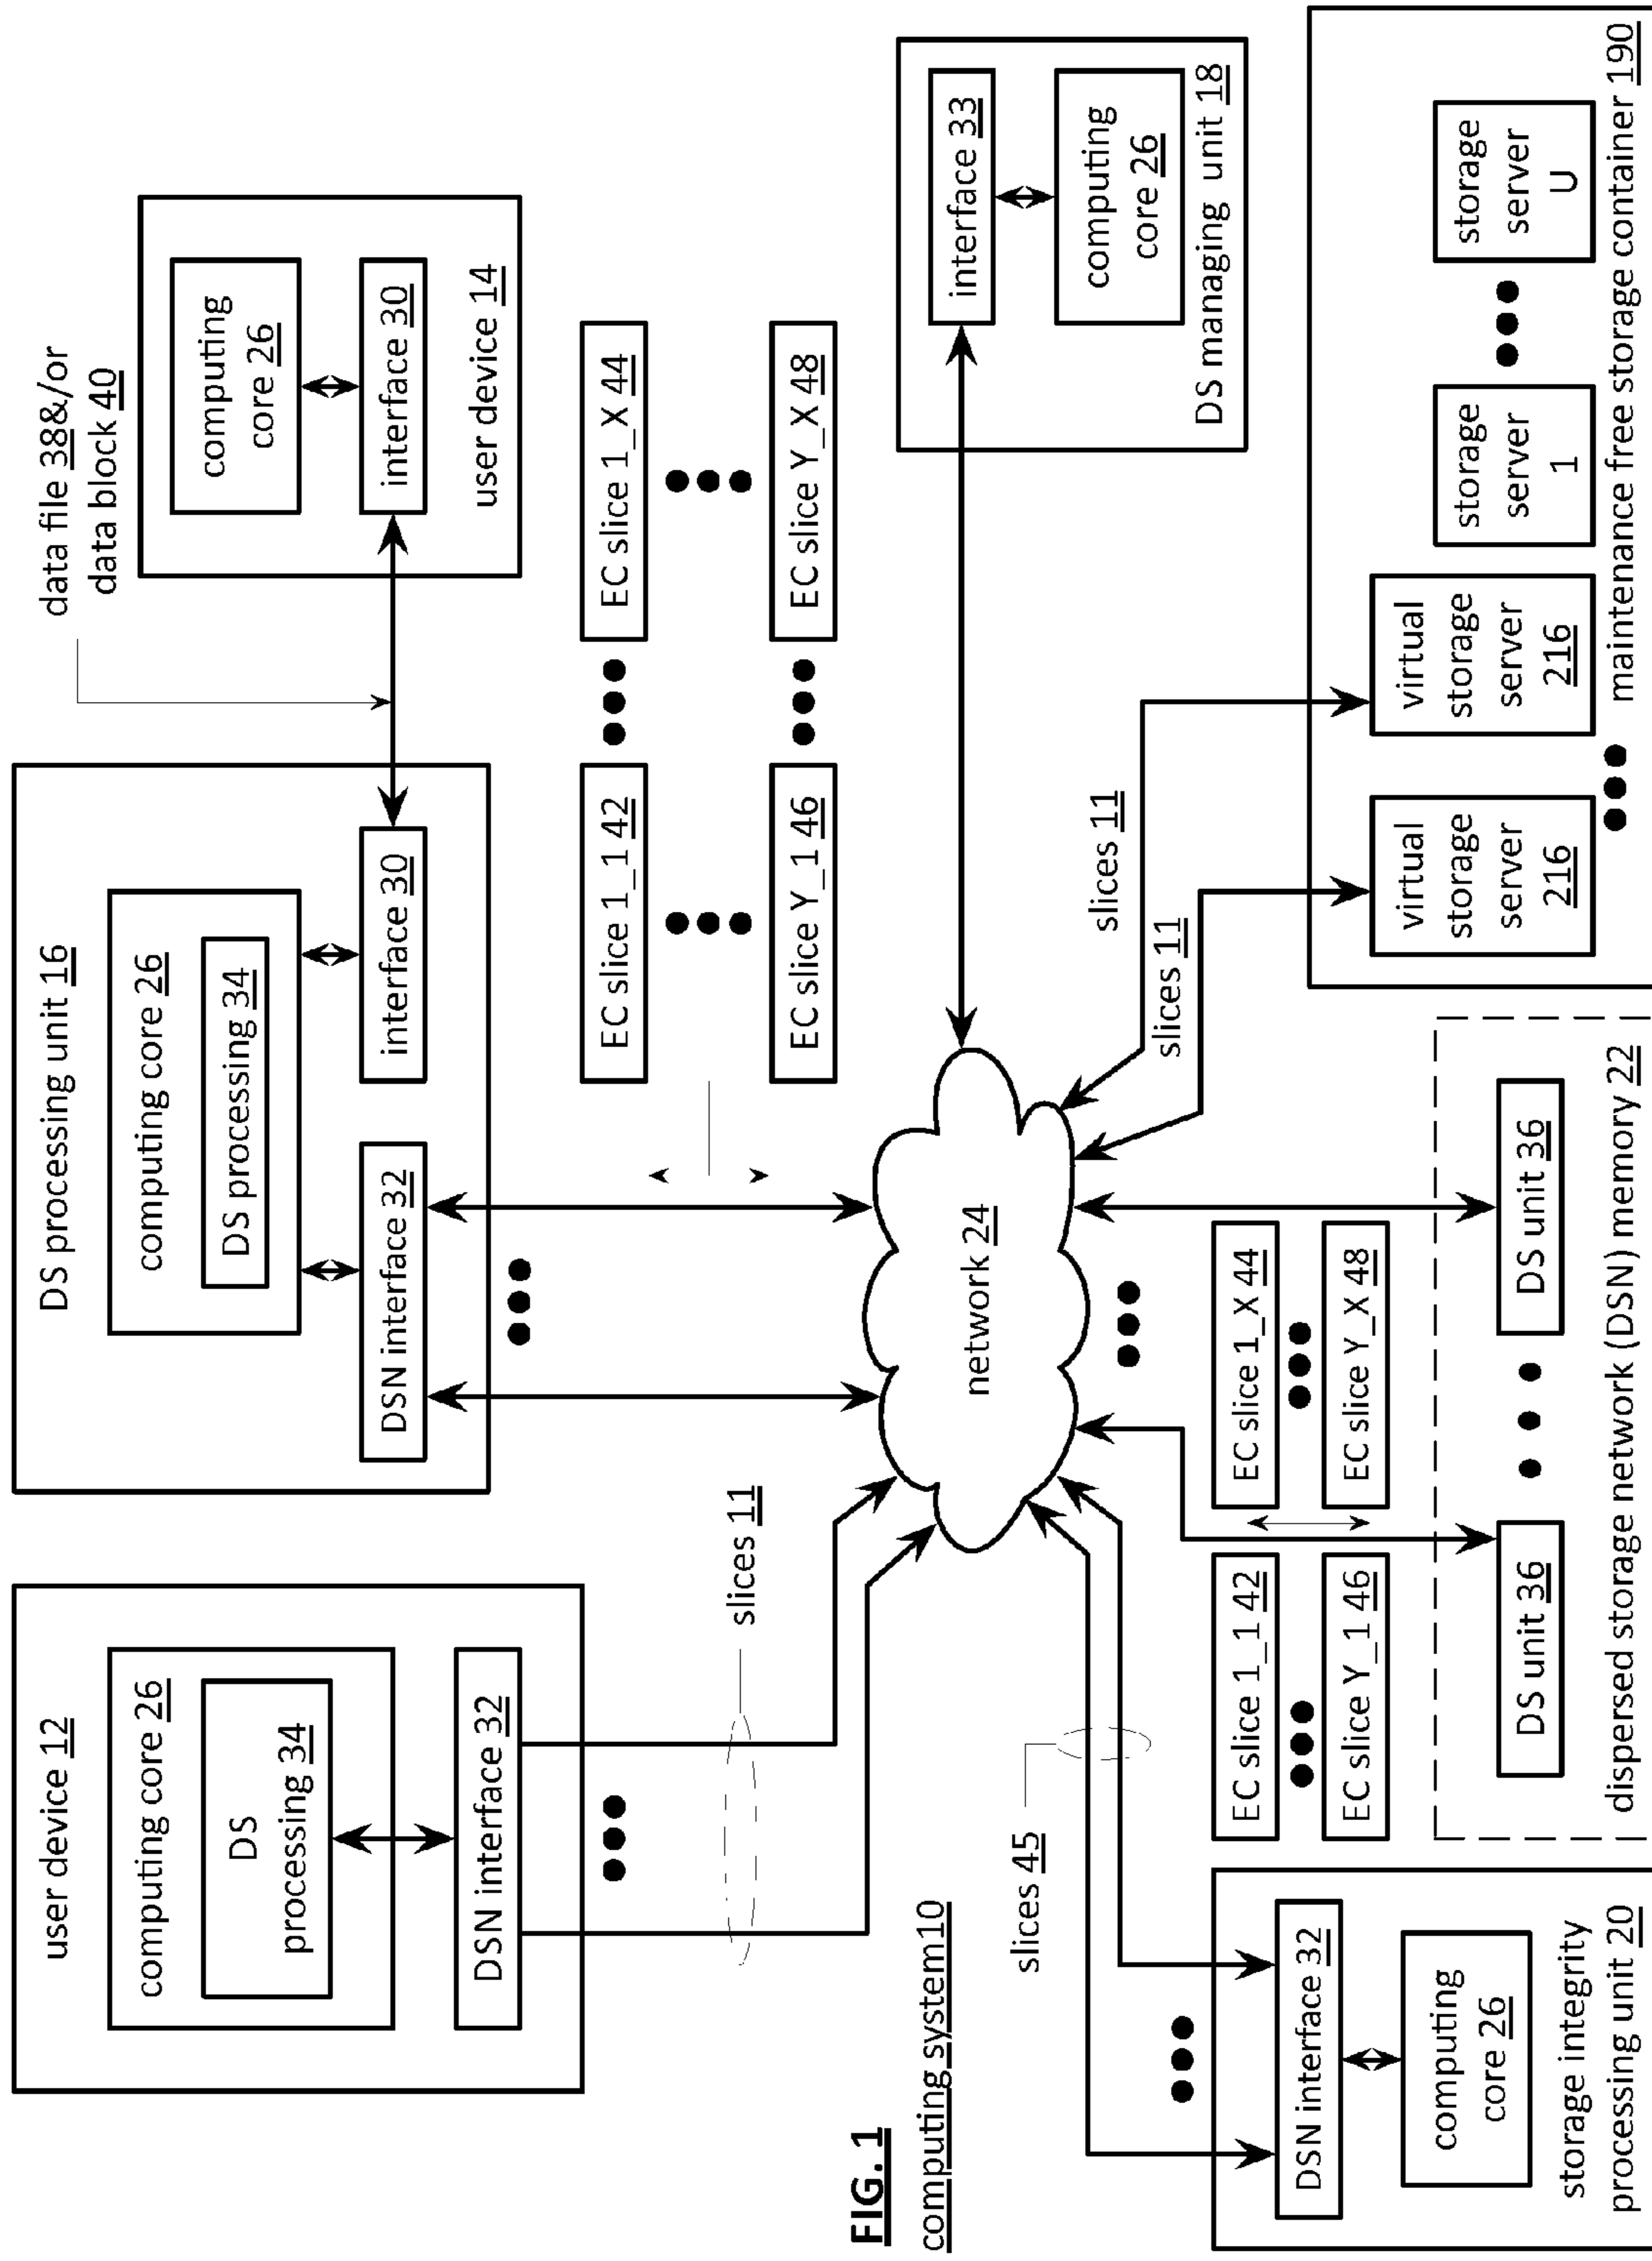 user device 12
computing core 26
DS
processing 34
DSN interface 32
slices 11
DS processing unit 16
computing core 26
DS processing 34
DSN interface 32
interface 30
data file 38&/or
data block 40
computing
core 26
interface 30
user device 14
EC slice 1_1 42
EC slice 1_X 44
EC slice Y_1 46
EC slice Y_X 48
FIG. 1
computing system10
network 24
interface 33
computing
core 26
DS managing unit 18
slices 45
slices 11
slices 11
DSN interface 32
computing
core 26
storage integrity
processing unit 20
EC slice 1_1 42
EC slice 1_X 44
EC slice Y_1 46
EC slice Y_X 48
DS unit 36
DS unit 36
dispersed storage network (DSN) memory 22
virtual
storage
server
216
virtual
storage
server
216
storage
server
1
storage
server
U
maintenance free storage container 190